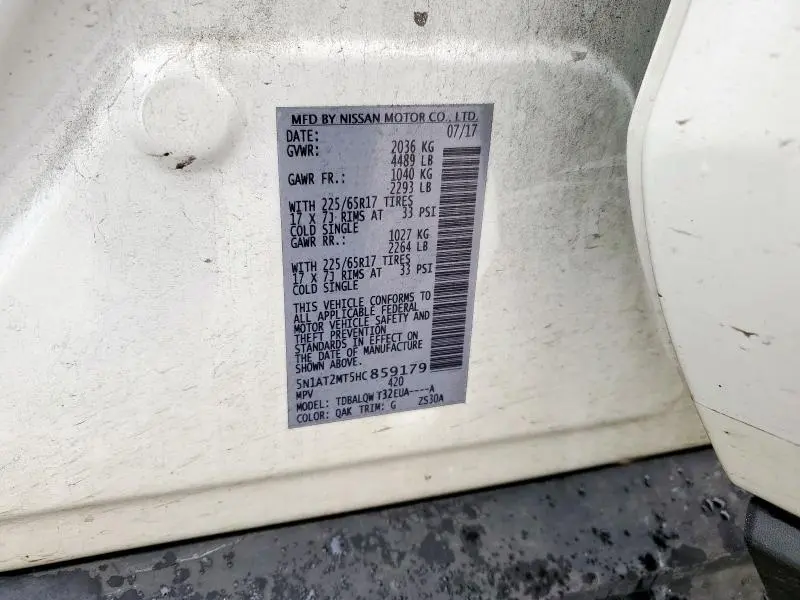 MFD BY NISSAN MOTOR CO., LTD.
DATE: 07/17
GVWR: 2036 KG
4489 LB
GAWR FR.: 1040 KG
2293 LB
WITH 225/65R17 TIRES
17 X 7J RIMS AT 33 PSI
COLD SINGLE
GAWR RR.: 1027 KG
2264 LB
WITH 225/65R17 TIRES
17 X 7J RIMS AT 33 PSI
COLD SINGLE
THIS VEHICLE CONFORMS TO
ALL APPLICABLE FEDERAL
MOTOR VEHICLE SAFETY AND
THEFT PREVENTION
STANDARDS IN EFFECT ON
THE DATE OF MANUFACTURE
SHOWN ABOVE.
5N1AT2MT5HC859179
MPV 420
MODEL: TDBALQW T32EUA----A
COLOR: QAK TRIM: G ZS30A